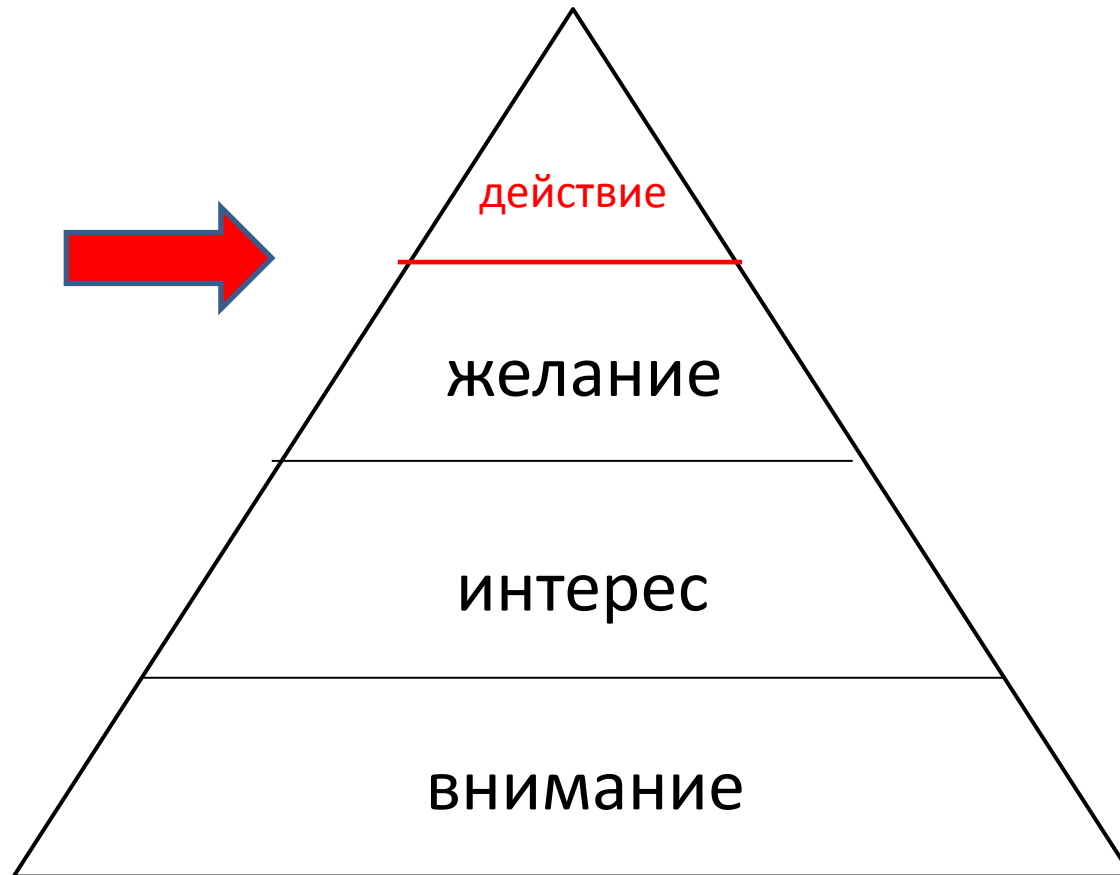 действие
желание
интерес
внимание